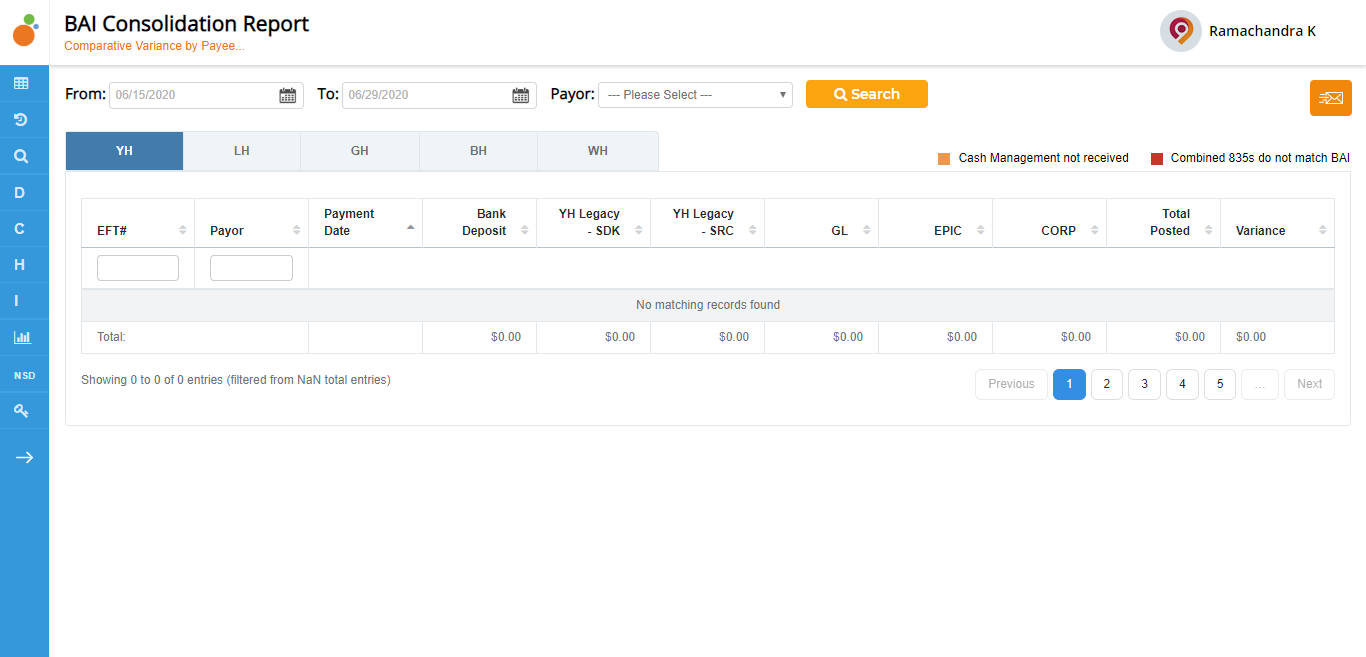 BAI Consolidation Report
Comparative Variance by Payee...
Ramachandra K
From: 06/15/2020 To: 06/29/2020 Payor: --- Please Select --- Search
YH LH GH BH WH
Cash Management not received Combined 835s do not match BAI
D
C
H
I
NSD
EFT# Payor Payment Date Bank Deposit YH Legacy - SDK YH Legacy - SRC GL EPIC CORP Total Posted Variance
No matching records found
Total: $0.00 $0.00 $0.00 $0.00 $0.00 $0.00 $0.00 $0.00
Showing 0 to 0 of 0 entries (filtered from NaN total entries)
Previous 1 2 3 4 5 ... Next